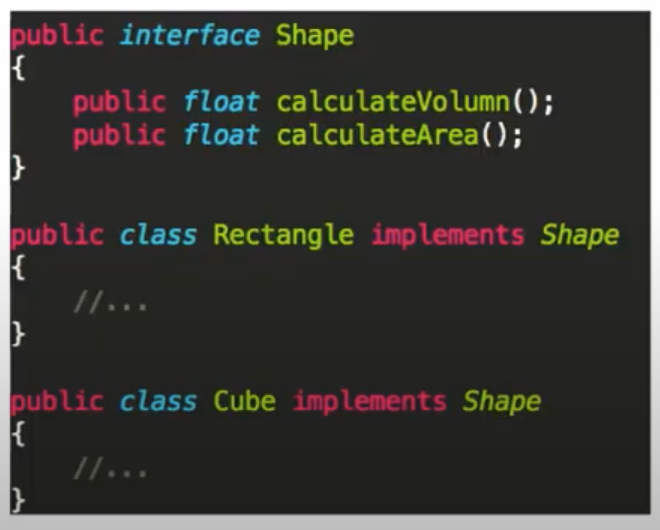 public interface Shape
{
public float calculateVolumn();
public float calculateArea();
}
public class Rectangle implements Shape
{
//...
}
public class Cube implements Shape
{
//...
}